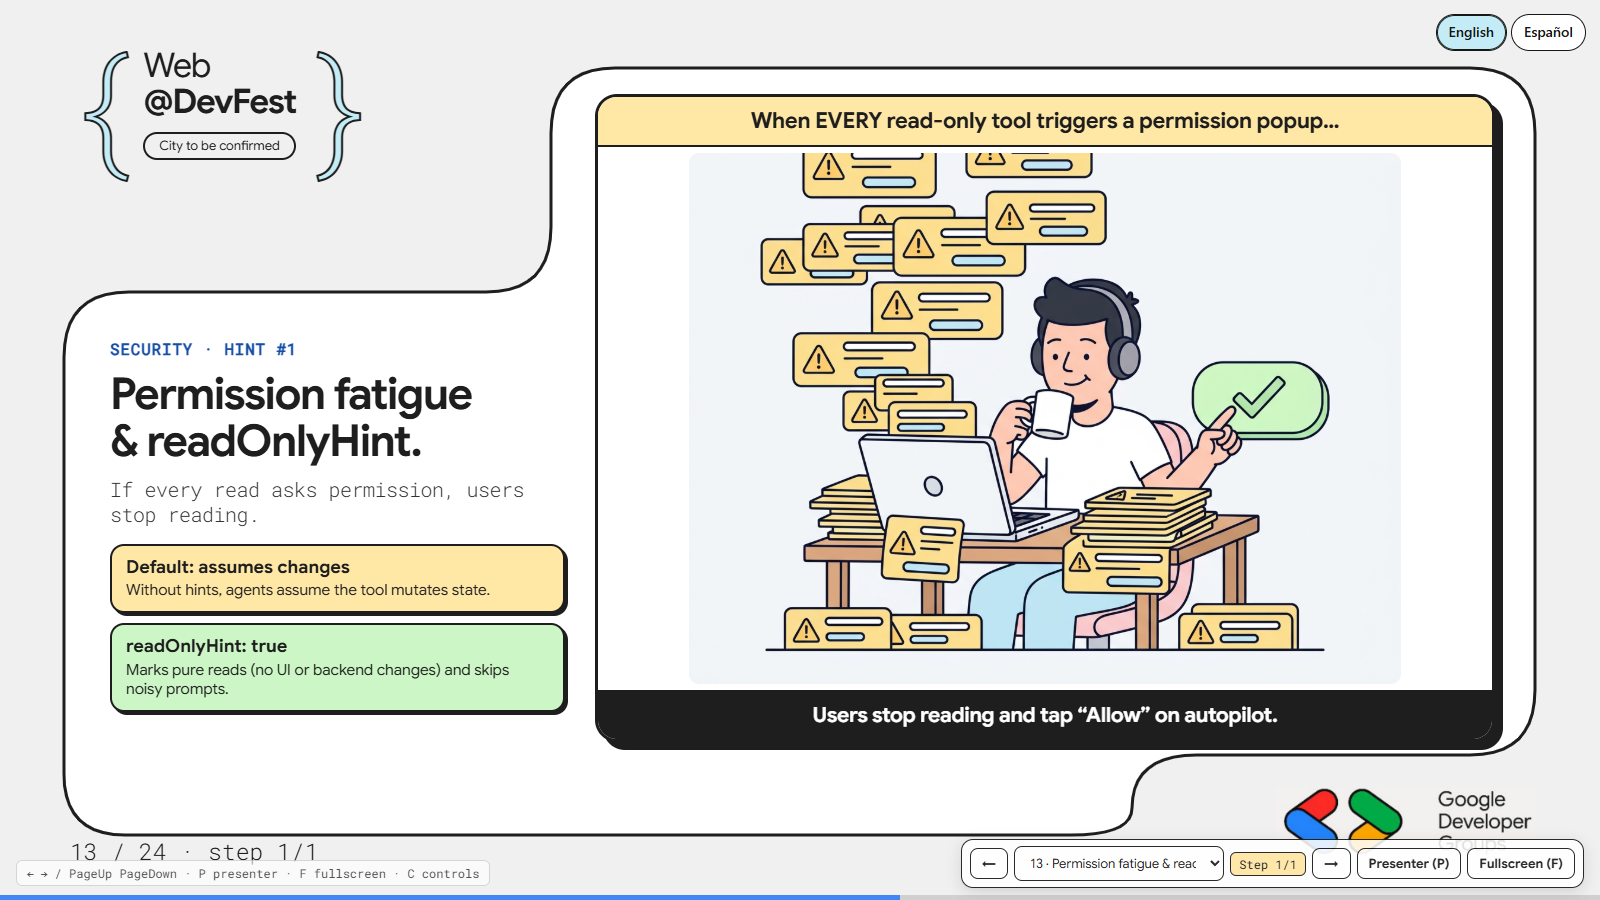 English
Español
Web
@DevFest
City to be confirmed
When EVERY read-only tool triggers a permission popup...
SECURITY · HINT #1
Permission fatigue
& readOnlyHint.
If every read asks permission, users
stop reading.
Default: assumes changes
Without hints, agents assume the tool mutates state.
readOnlyHint: true
Marks pure reads (no UI or backend changes) and skips
noisy prompts.
Users stop reading and tap “Allow” on autopilot.
Google
Developer
Groups
13 / 24 · step 1/1
← → / PageUp PageDown · P presenter · F fullscreen · C controls
←
13 · Permission fatigue & read
Step 1/1
→
Presenter (P)
Fullscreen (F)